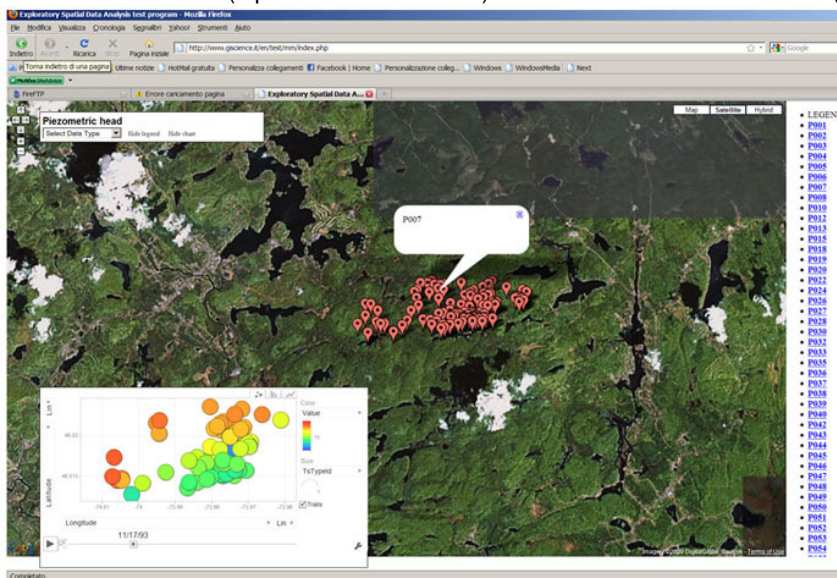 Exploratory Spatial Data Analysis test program - Mozilla Firefox
File Modifica Visualizza Cronologia Segnalibri Yahoo! Strumenti Aiuto
Indietro Avanti Ricarica Stop Pagina iniziale http://www.giscience.it/en/test/mm/index.php Google
Torna indietro di una pagina Ultime notizie HotMail gratuita Personalizza collegamenti Facebook | Home Personalizzazione colleg... Windows WindowsMedia Next
McAfee SiteAdvisor
FireFTP Errore caricamento pagina Exploratory Spatial Data A...
Piezometric head
Select Data Type Hide legend Hide chart
Map Satellite Hybrid
P007
LEGEN
P001
P002
P003
P004
P005
P006
P007
P008
P010
P012
P013
P015
P018
P019
P020
P022
P024
P026
P027
P028
P030
P032
P033
P035
P036
P037
P038
P039
P040
P042
P043
P044
P045
P046
P047
P048
P049
P050
P051
P052
P053
P054
Lin
Latitude
Color
Value
Size
TsTypeId
Trails
Longitude
Lin
11/17/93
Terms of Use
Completato